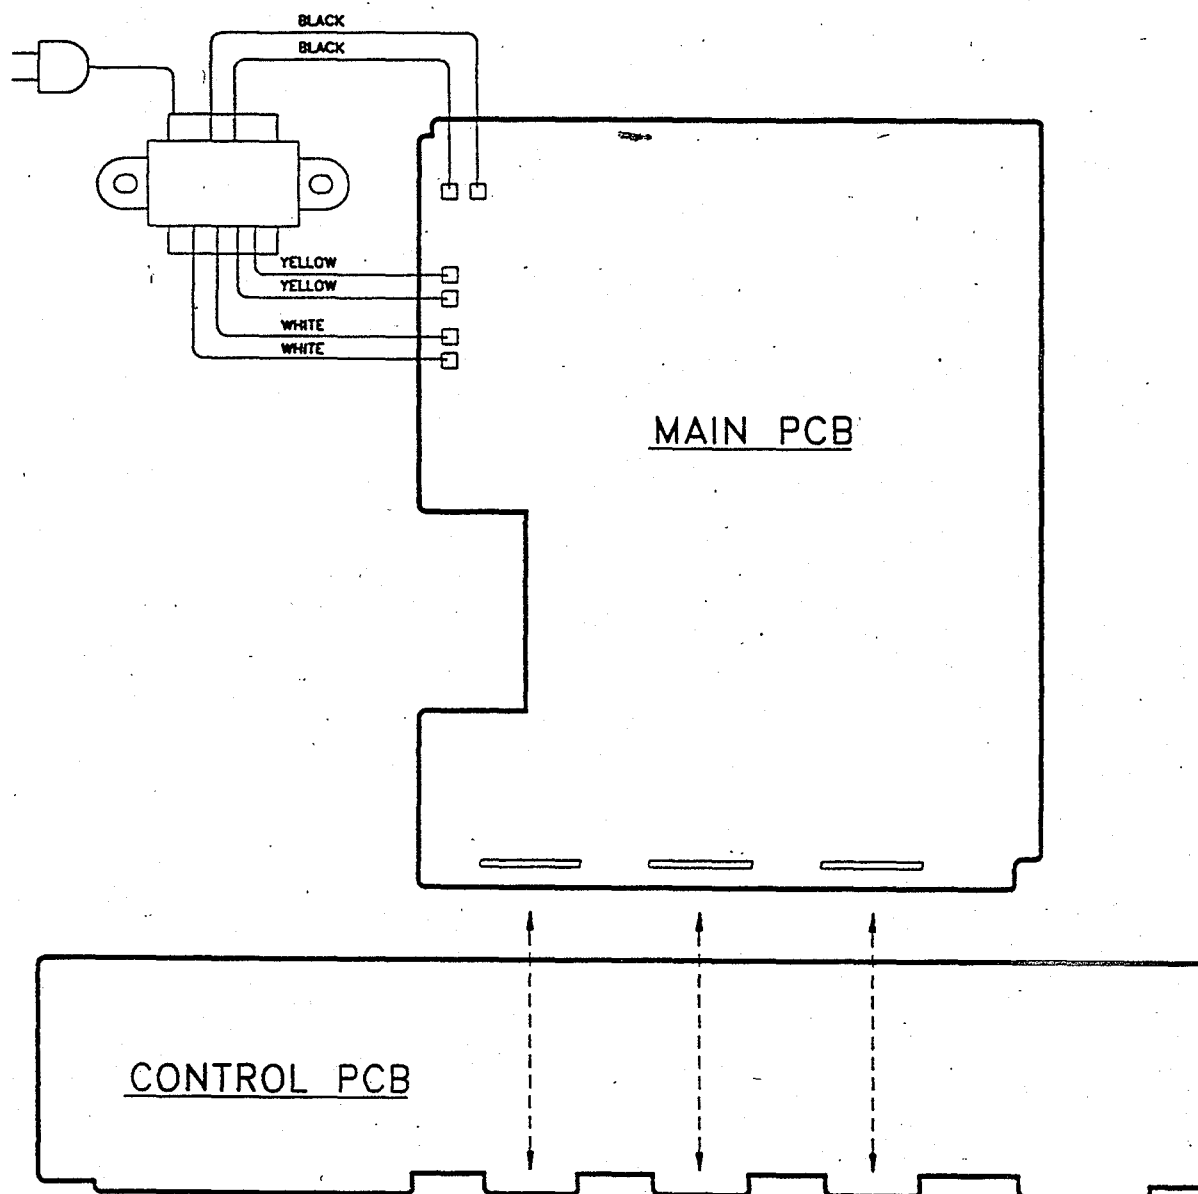 BLACK
BLACK
YELLOW
YELLOW
WHITE
WHITE
MAIN PCB
CONTROL PCB